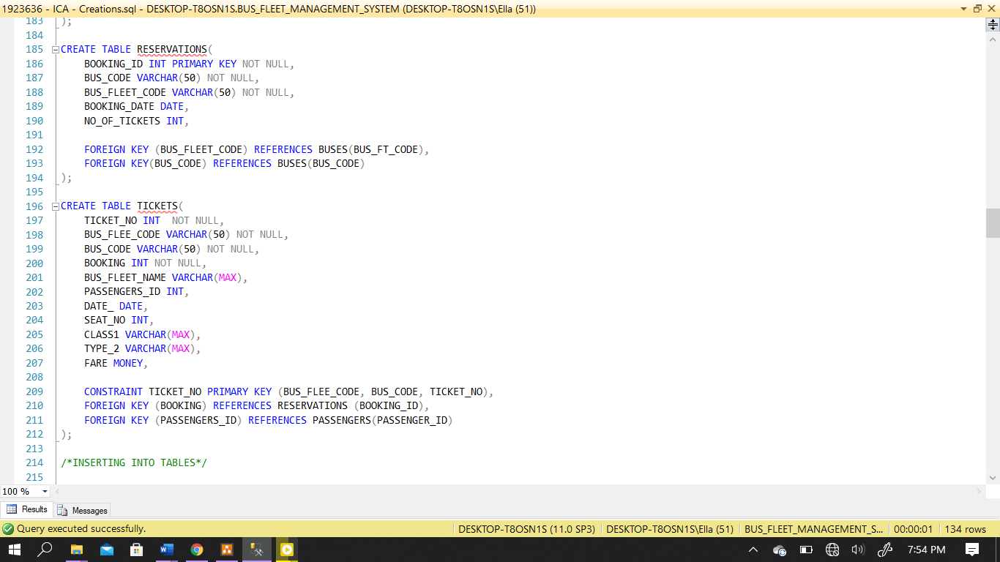 1923636 - ICA - Creations.sql - DESKTOP-T8OSN1S.BUS_FLEET_MANAGEMENT_SYSTEM (DESKTOP-T8OSN1S\Ella (51))
183 );
184
185 CREATE TABLE RESERVATIONS(
186 BOOKING_ID INT PRIMARY KEY NOT NULL,
187 BUS_CODE VARCHAR(50) NOT NULL,
188 BUS_FLEET_CODE VARCHAR(50) NOT NULL,
189 BOOKING_DATE DATE,
190 NO_OF_TICKETS INT,
191
192 FOREIGN KEY (BUS_FLEET_CODE) REFERENCES BUSES(BUS_FT_CODE),
193 FOREIGN KEY(BUS_CODE) REFERENCES BUSES(BUS_CODE)
194 );
195
196 CREATE TABLE TICKETS(
197 TICKET_NO INT  NOT NULL,
198 BUS_FLEE_CODE VARCHAR(50) NOT NULL,
199 BUS_CODE VARCHAR(50) NOT NULL,
200 BOOKING INT NOT NULL,
201 BUS_FLEET_NAME VARCHAR(MAX),
202 PASSENGERS_ID INT,
203 DATE_ DATE,
204 SEAT_NO INT,
205 CLASS1 VARCHAR(MAX),
206 TYPE_2 VARCHAR(MAX),
207 FARE MONEY,
208
209 CONSTRAINT TICKET_NO PRIMARY KEY (BUS_FLEE_CODE, BUS_CODE, TICKET_NO),
210 FOREIGN KEY (BOOKING) REFERENCES RESERVATIONS (BOOKING_ID),
211 FOREIGN KEY (PASSENGERS_ID) REFERENCES PASSENGERS(PASSENGER_ID)
212 );
213
214 /*INSERTING INTO TABLES*/
215
100 %
Results Messages
Query executed successfully. DESKTOP-T8OSN1S (11.0 SP3) DESKTOP-T8OSN1S\Ella (51) BUS_FLEET_MANAGEMENT_S... 00:00:01 134 rows
7:54 PM